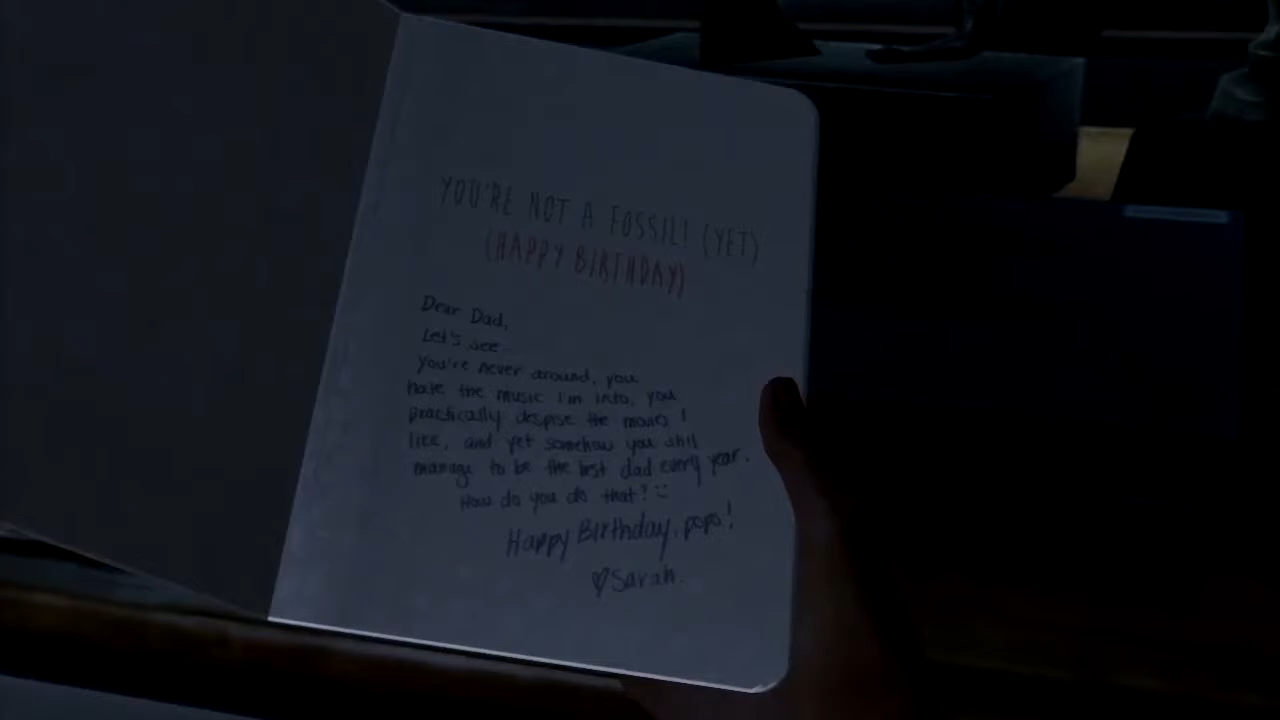 YOU'RE NOT A FOSSIL! (YET)
(HAPPY BIRTHDAY)
Dear Dad,
Let's see...
You're never around, you
hate the music I'm into, you
practically despise the movies I
like, and yet somehow you still
manage to be the best dad every year.
How do you do that? :)
Happy Birthday, pops!
♡Sarah.